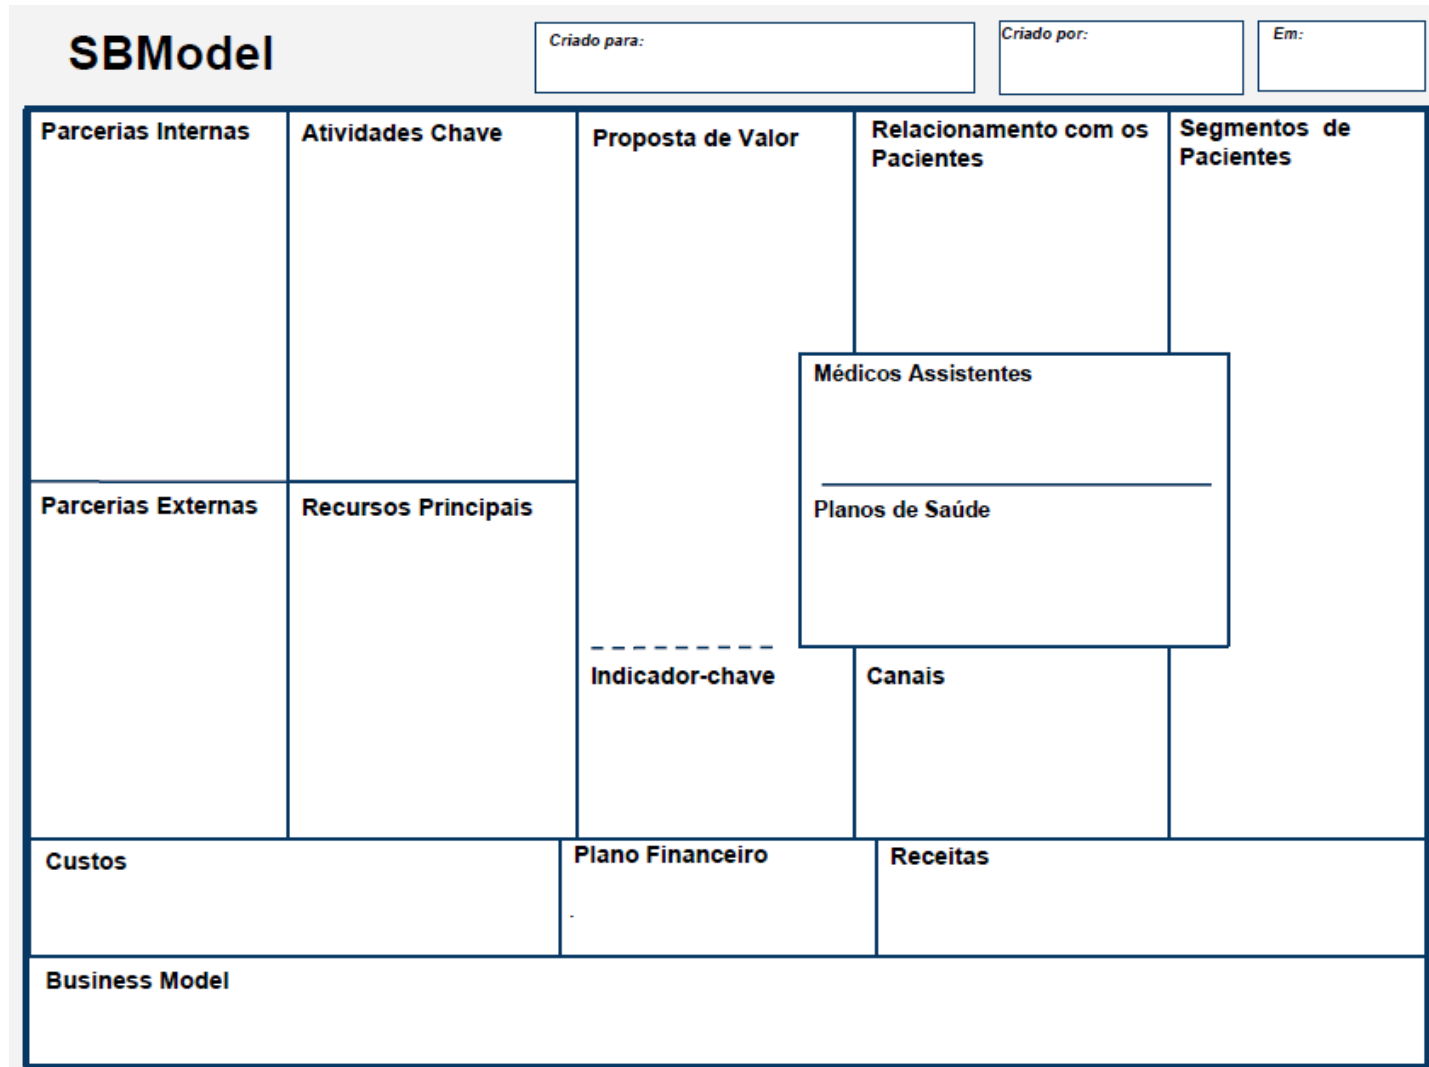 SBModel
Criado para:
Criado por:
Em:
Parcerias Internas
Atividades Chave
Proposta de Valor
Relacionamento com os
Pacientes
Segmentos de
Pacientes
Médicos Assistentes
Planos de Saúde
Parcerias Externas
Recursos Principais
Indicador-chave
Canais
Custos
Plano Financeiro
Receitas
Business Model